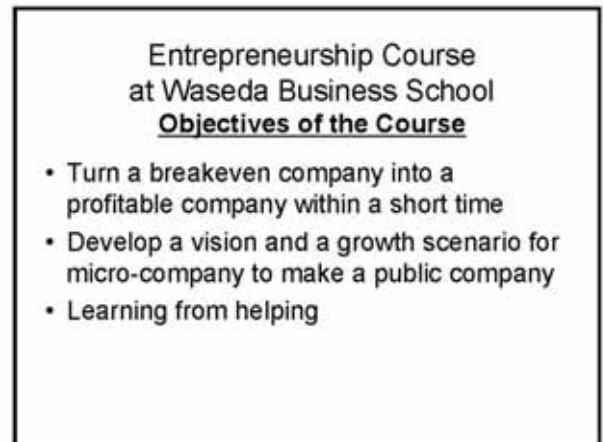 Entrepreneurship Course
at Waseda Business School
Objectives of the Course
• Turn a breakeven company into a
profitable company within a short time
• Develop a vision and a growth scenario for
micro-company to make a public company
• Learning from helping